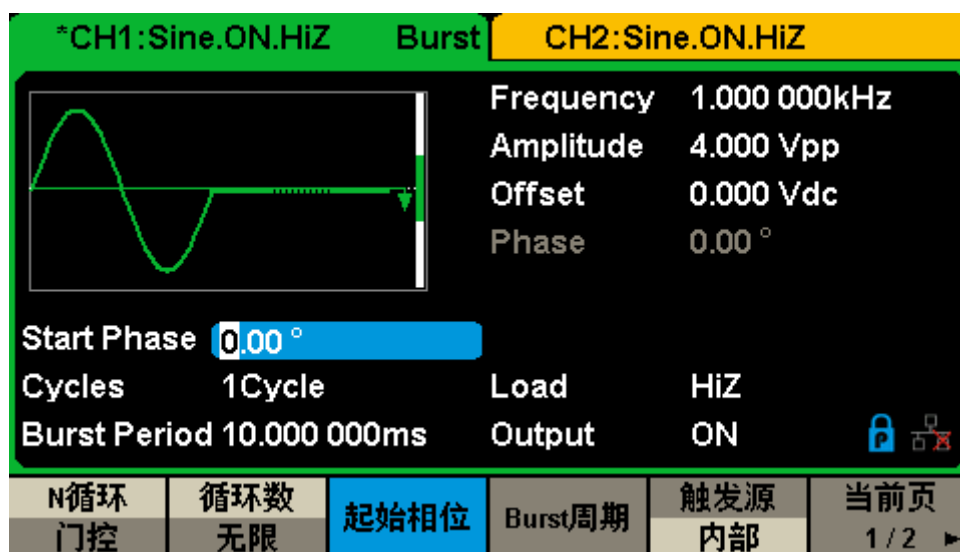 *CH1:Sine.ON.HiZ Burst CH2:Sine.ON.HiZ
Frequency 1.000 000kHz
Amplitude 4.000 Vpp
Offset 0.000 Vdc
Phase 0.00 °
Start Phase 0.00 °
Cycles 1Cycle Load HiZ
Burst Period 10.000 000ms Output ON P
N循环 循环数 起始相位 Burst周期 触发源 当前页
门控 无限 内部 1/2 ►